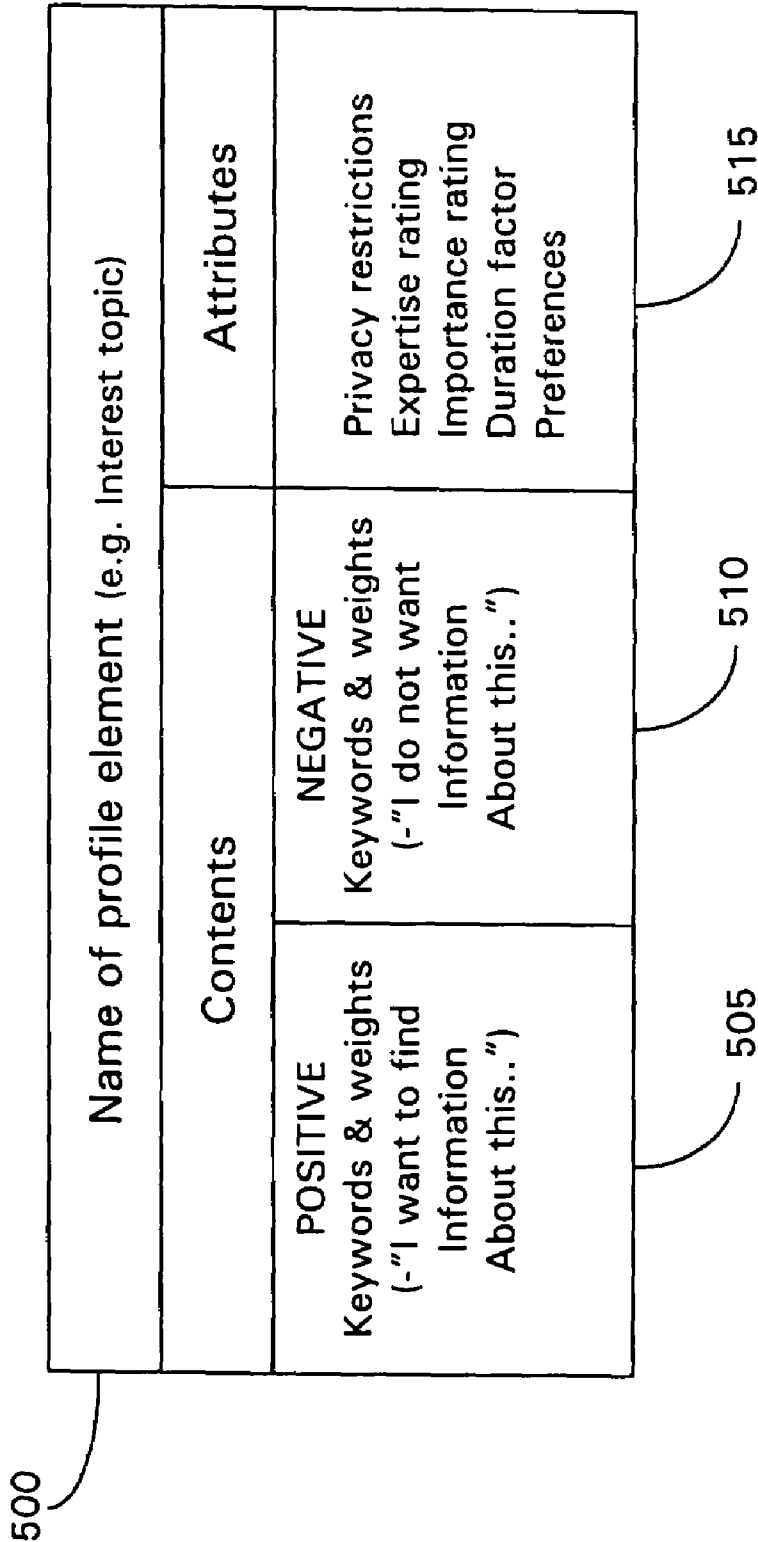 500
Name of profile element (e.g. Interest topic)
Contents
Attributes
POSITIVE
Keywords & weights
(-"I want to find
Information
About this..")
NEGATIVE
Keywords & weights
(-"I do not want
Information
About this..")
Privacy restrictions
Expertise rating
Importance rating
Duration factor
Preferences
505
510
515